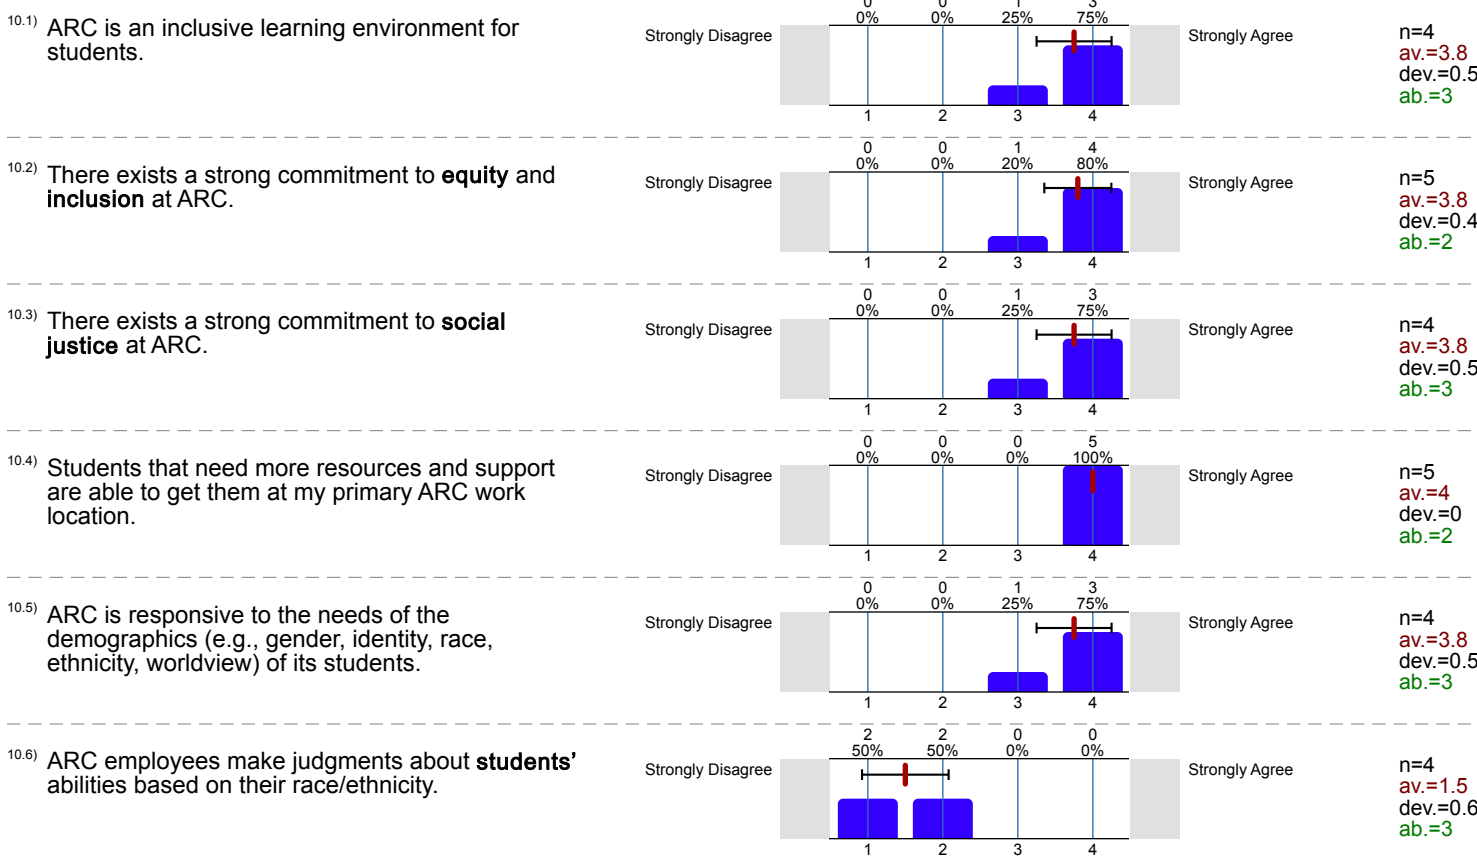 0 0 1 3
0% 0% 25% 75%
10.1) ARC is an inclusive learning environment for
students.
Strongly Disagree
Strongly Agree
n=4
av.=3.8
dev.=0.5
ab.=3
1 2 3 4
0 0 1 4
0% 0% 20% 80%
10.2) There exists a strong commitment to equity and
inclusion at ARC.
Strongly Disagree
Strongly Agree
n=5
av.=3.8
dev.=0.4
ab.=2
1 2 3 4
0 0 1 3
0% 0% 25% 75%
10.3) There exists a strong commitment to social
justice at ARC.
Strongly Disagree
Strongly Agree
n=4
av.=3.8
dev.=0.5
ab.=3
1 2 3 4
0 0 0 5
0% 0% 0% 100%
10.4) Students that need more resources and support
are able to get them at my primary ARC work
location.
Strongly Disagree
Strongly Agree
n=5
av.=4
dev.=0
ab.=2
1 2 3 4
0 0 1 3
0% 0% 25% 75%
10.5) ARC is responsive to the needs of the
demographics (e.g., gender, identity, race,
ethnicity, worldview) of its students.
Strongly Disagree
Strongly Agree
n=4
av.=3.8
dev.=0.5
ab.=3
1 2 3 4
2 2 0 0
50% 50% 0% 0%
10.6) ARC employees make judgments about students’
abilities based on their race/ethnicity.
Strongly Disagree
Strongly Agree
n=4
av.=1.5
dev.=0.6
ab.=3
1 2 3 4